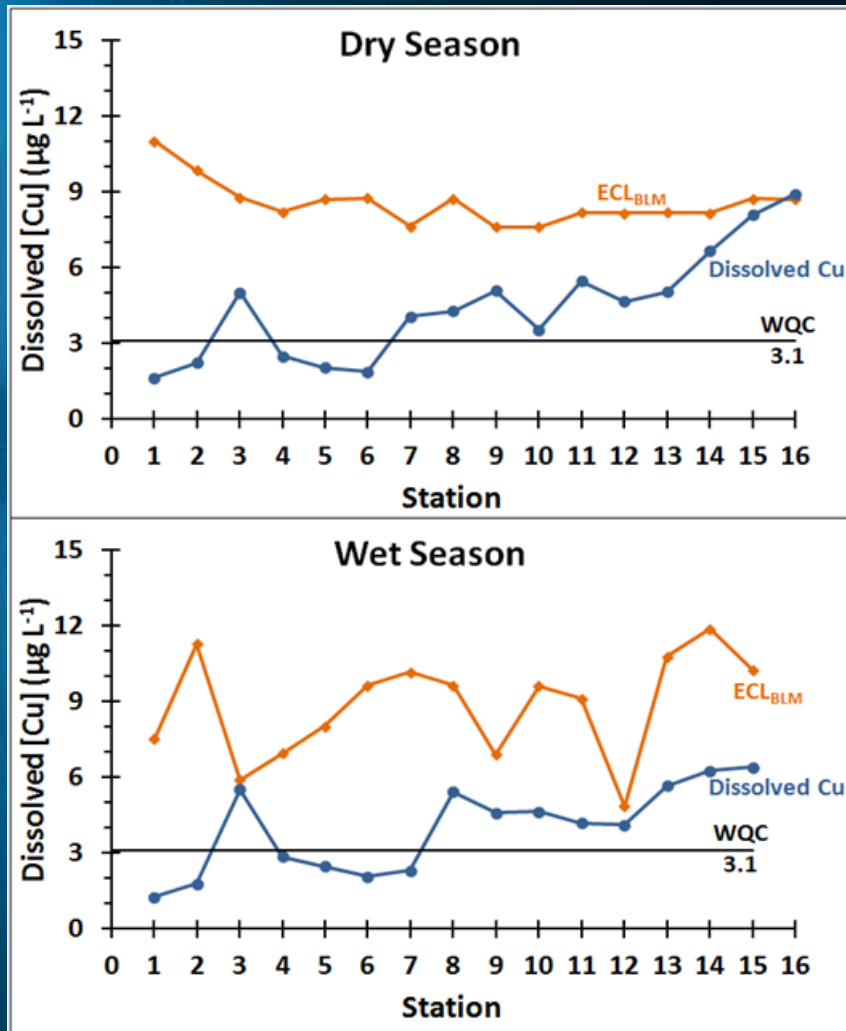 Dry Season
Dissolved [Cu] (µg L⁻¹)
15
12
9
6
3
0
ECL_BLM
Dissolved Cu
WQC
3.1
0 1 2 3 4 5 6 7 8 9 10 11 12 13 14 15 16
Station
Wet Season
Dissolved [Cu] (µg L⁻¹)
15
12
9
6
3
0
ECL_BLM
Dissolved Cu
WQC
3.1
0 1 2 3 4 5 6 7 8 9 10 11 12 13 14 15 16
Station